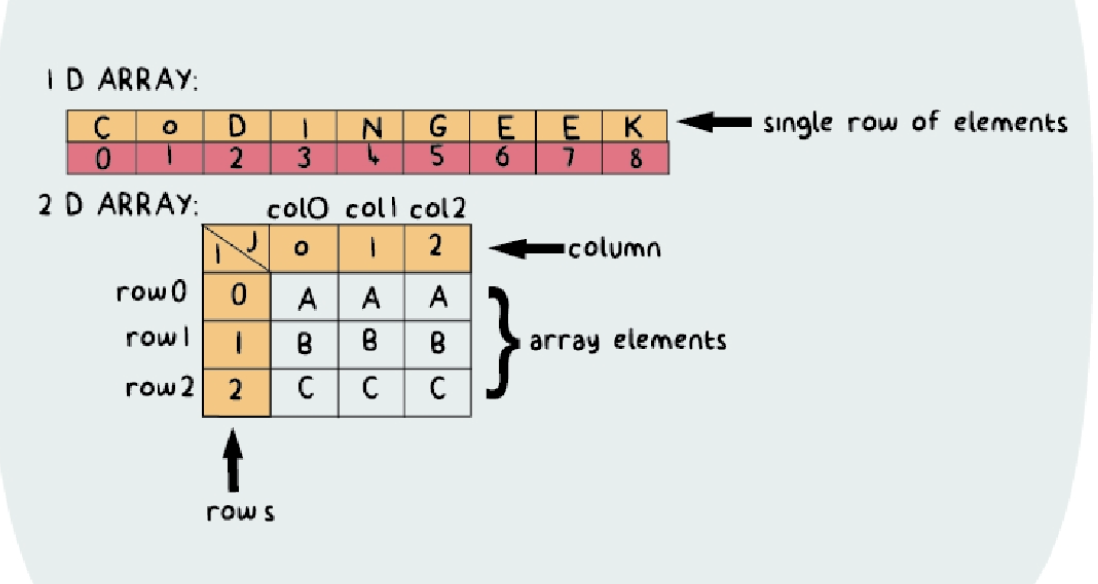 1 D ARRAY:
C o D I N G E E K
single row of elements
0 1 2 3 4 5 6 7 8
2 D ARRAY:
col0 col1 col2
I J 0 1 2
column
row0 0 A A A
row1 1 B B B
array elements
row2 2 C C C
rows